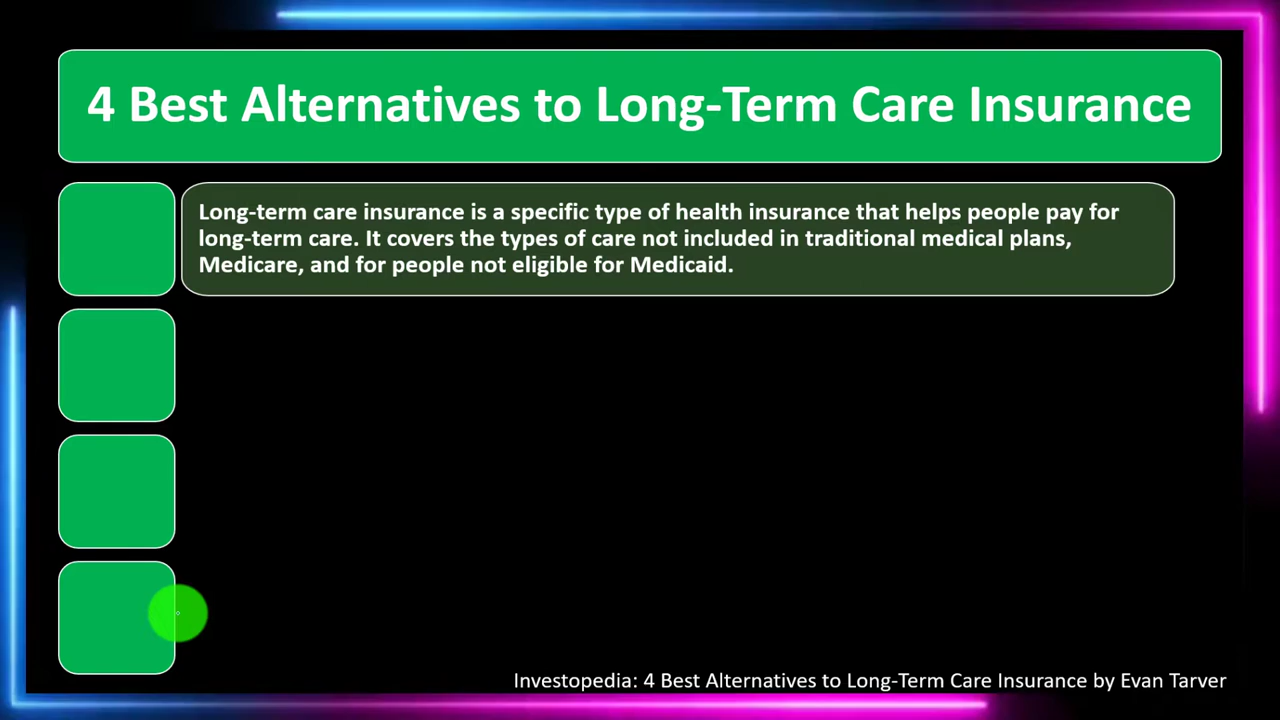 4 Best Alternatives to Long-Term Care Insurance
Long-term care insurance is a specific type of health insurance that helps people pay for
long-term care. It covers the types of care not included in traditional medical plans,
Medicare, and for people not eligible for Medicaid.
Investopedia: 4 Best Alternatives to Long-Term Care Insurance by Evan Tarver